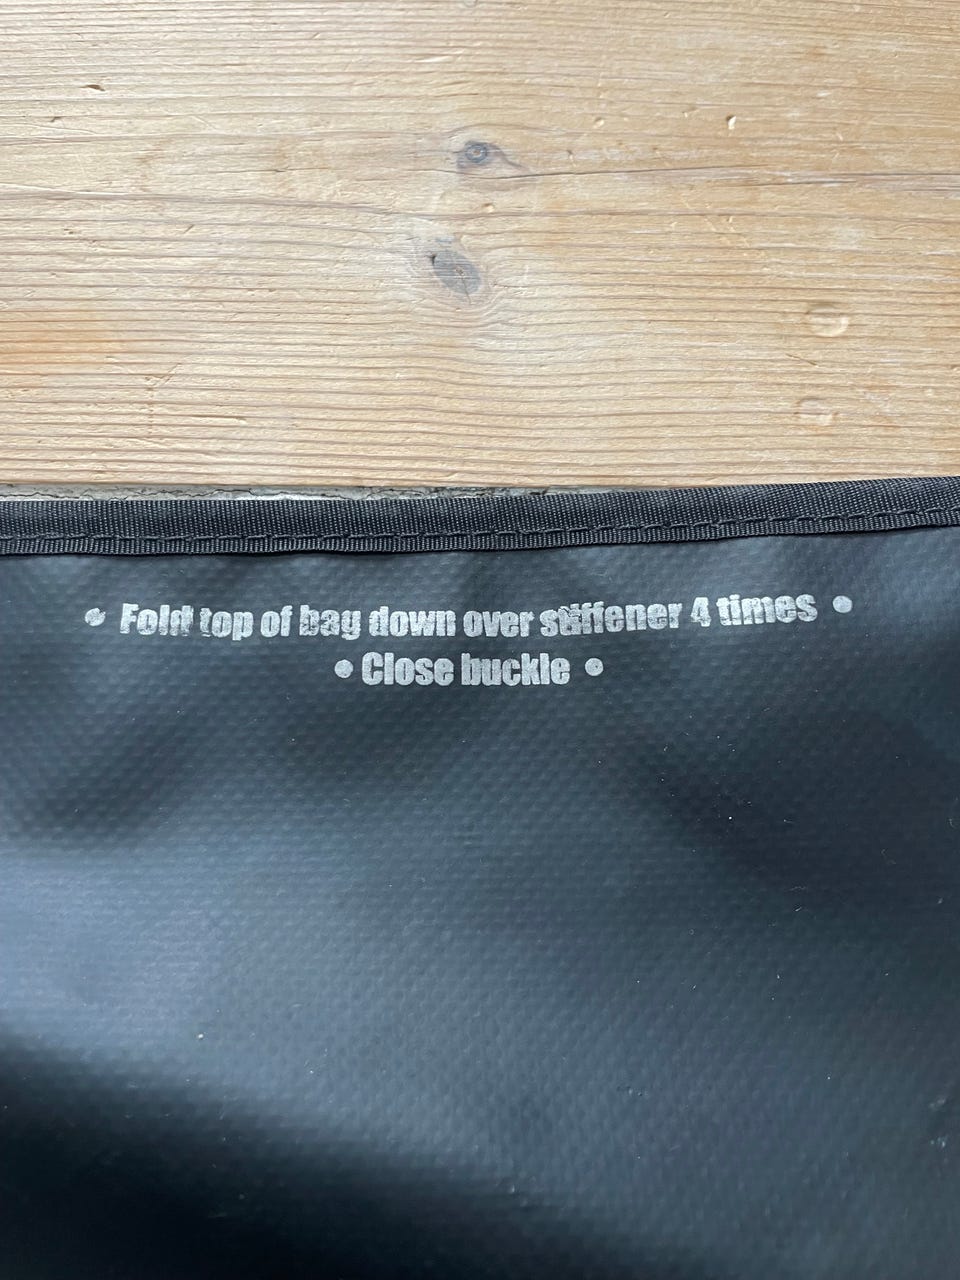 • Fold top of bag down over stiffener 4 times •
• Close buckle •